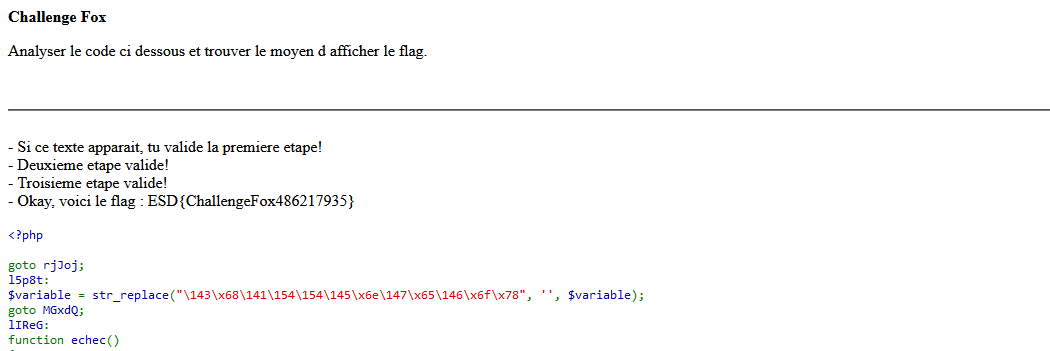 Challenge Fox
Analyser le code ci dessous et trouver le moyen d afficher le flag.
- Si ce texte apparait, tu valide la premiere etape!
- Deuxieme etape valide!
- Troisieme etape valide!
- Okay, voici le flag : ESD{ChallengeFox486217935}
<?php
goto rjJoj;
l5p8t:
$variable = str_replace("\143\x68\141\154\154\145\x6e\147\x65\146\x6f\x78", '', $variable);
goto MGxdQ;
lIReG:
function echec()